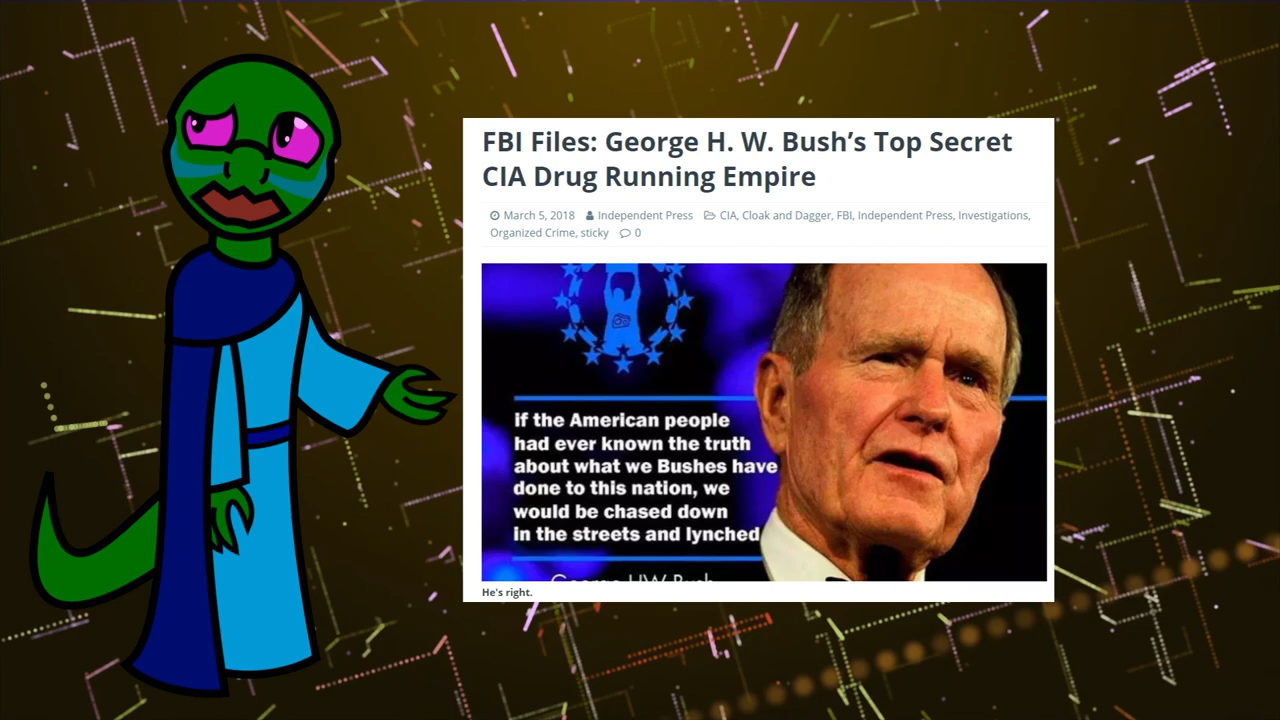 FBI Files: George H. W. Bush’s Top Secret
CIA Drug Running Empire
March 5, 2018 Independent Press CIA, Cloak and Dagger, FBI, Independent Press, Investigations,
Organized Crime, sticky 0
if the American people
had ever known the truth
about what we Bushes have
done to this nation, we
would be chased down
in the streets and lynched
George HW Bush
He's right.